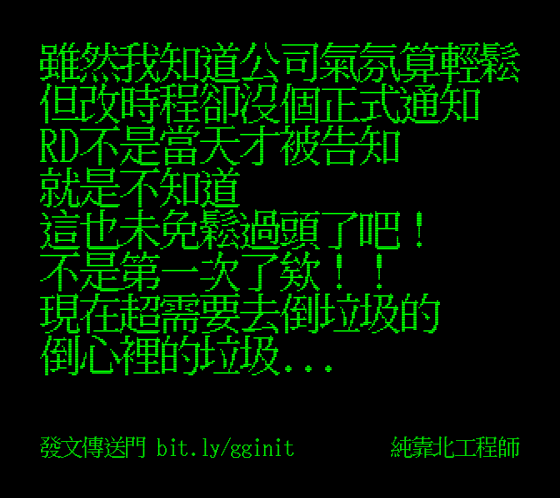 雖然我知道公司氣氛算輕鬆
但改時程卻沒個正式通知
RD不是當天才被告知
就是不知道
這也未免鬆過頭了吧！
不是第一次了欸！！
現在超需要去倒垃圾的
倒心裡的垃圾...
發文傳送門 bit.ly/gginit
純靠北工程師